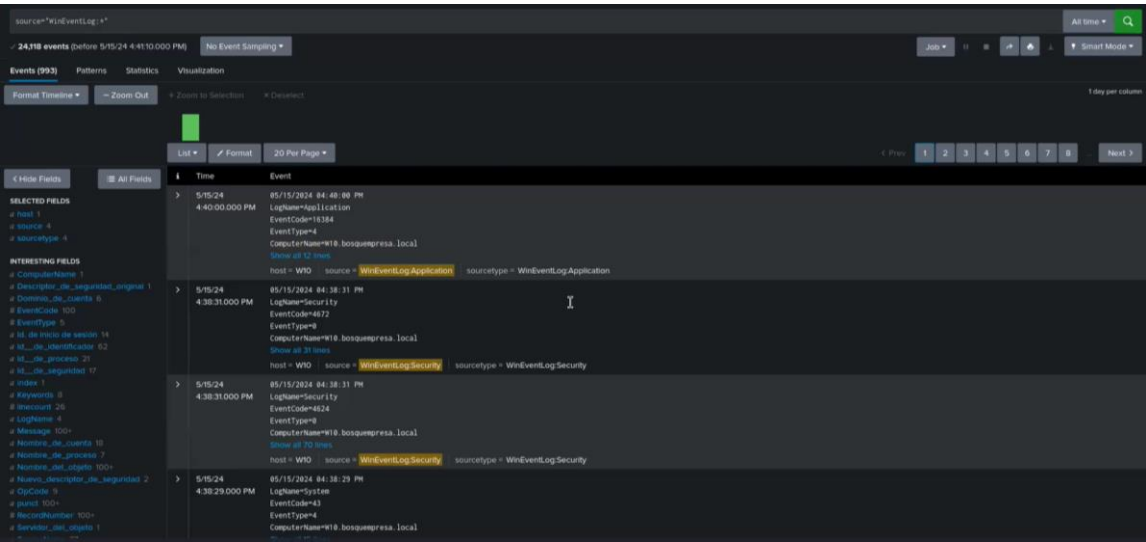 source="WinEventLog:*"
All time
24,118 events (before 5/15/24 4:41:10.000 PM) No Event Sampling
Job Smart Mode
Events (993) Patterns Statistics Visualization
Format Timeline – Zoom Out + Zoom to Selection × Deselect
1 day per column
List Format 20 Per Page
< Prev 1 2 3 4 5 6 7 8 ... Next >
< Hide Fields All Fields
i Time Event
SELECTED FIELDS
a host 1
a source 4
a sourcetype 4
INTERESTING FIELDS
a ComputerName 1
a Descriptor_de_seguridad_original 1
a Dominio_de_cuenta 6
# EventCode 100
# EventType 5
a Id. de inicio de sesión 14
a Id__de_identificador 62
a Id__de_proceso 21
a Id__de_seguridad 17
a index 1
a Keywords 8
# linecount 26
a LogName 4
a Message 100+
a Nombre_de_cuenta 18
a Nombre_de_proceso 7
a Nombre_del_objeto 100+
a Nuevo_descriptor_de_seguridad 2
a OpCode 6
a punct 100+
# RecordNumber 100+
a Servidor_del_objeto 1
> 5/15/24
4:40:00.000 PM
05/15/2024 04:40:00 PM
LogName=Application
EventCode=16384
EventType=4
ComputerName=W10.bosquempresa.local
Show all 12 lines
host = W10 source = WinEventLog:Application sourcetype = WinEventLog:Application
> 5/15/24
4:38:31.000 PM
05/15/2024 04:38:31 PM
LogName=Security
EventCode=4672
EventType=0
ComputerName=W10.bosquempresa.local
Show all 31 lines
host = W10 source = WinEventLog:Security sourcetype = WinEventLog:Security
> 5/15/24
4:38:31.000 PM
05/15/2024 04:38:31 PM
LogName=Security
EventCode=4624
EventType=0
ComputerName=W10.bosquempresa.local
Show all 70 lines
host = W10 source = WinEventLog:Security sourcetype = WinEventLog:Security
> 5/15/24
4:38:29.000 PM
05/15/2024 04:38:29 PM
LogName=System
EventCode=43
EventType=4
ComputerName=W10.bosquempresa.local